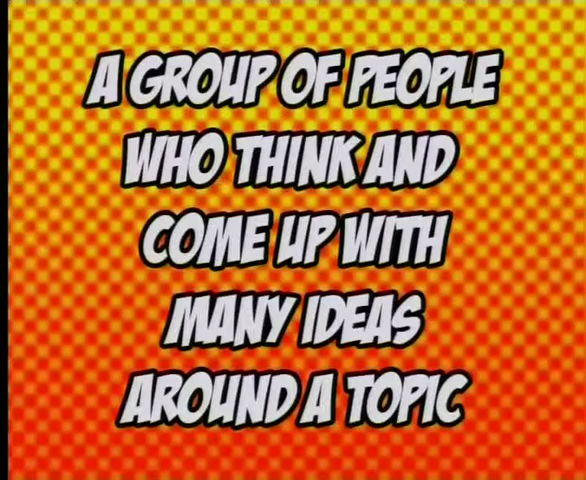 A GROUP OF PEOPLE
WHO THINK AND
COME UP WITH
MANY IDEAS
AROUND A TOPIC